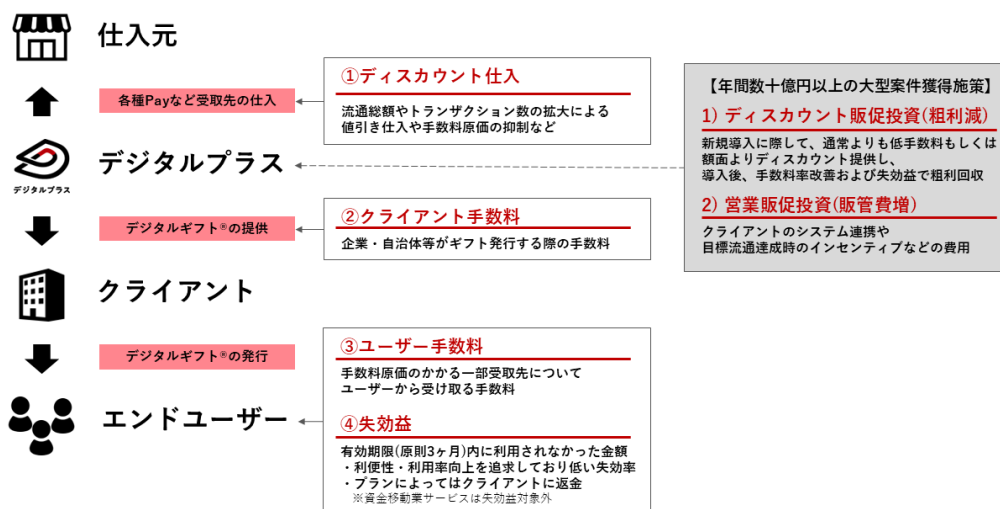 仕入元
各種Payなど受取先の仕入
①ディスカウント仕入
流通総額やトランザクション数の拡大による
値引き仕入や手数料原価の抑制など
デジタルプラス
デジタルプラス
デジタルギフト®の提供
②クライアント手数料
企業・自治体等がギフト発行する際の手数料
クライアント
デジタルギフト®の発行
③ユーザー手数料
手数料原価のかかる一部受取先について
ユーザーから受け取る手数料
エンドユーザー
④失効益
有効期限(原則3ヶ月)内に利用されなかった金額
・利便性・利用率向上を追求しており低い失効率
・プランによってはクライアントに返金
※資金移動業サービスは失効益対象外
【年間数十億円以上の大型案件獲得施策】
1) ディスカウント販促投資(粗利減)
新規導入に際して、通常よりも低手数料もしくは
額面よりディスカウント提供し、
導入後、手数料率改善および失効益で粗利回収
2) 営業販促投資(販管費増)
クライアントのシステム連携や
目標流通達成時のインセンティブなどの費用